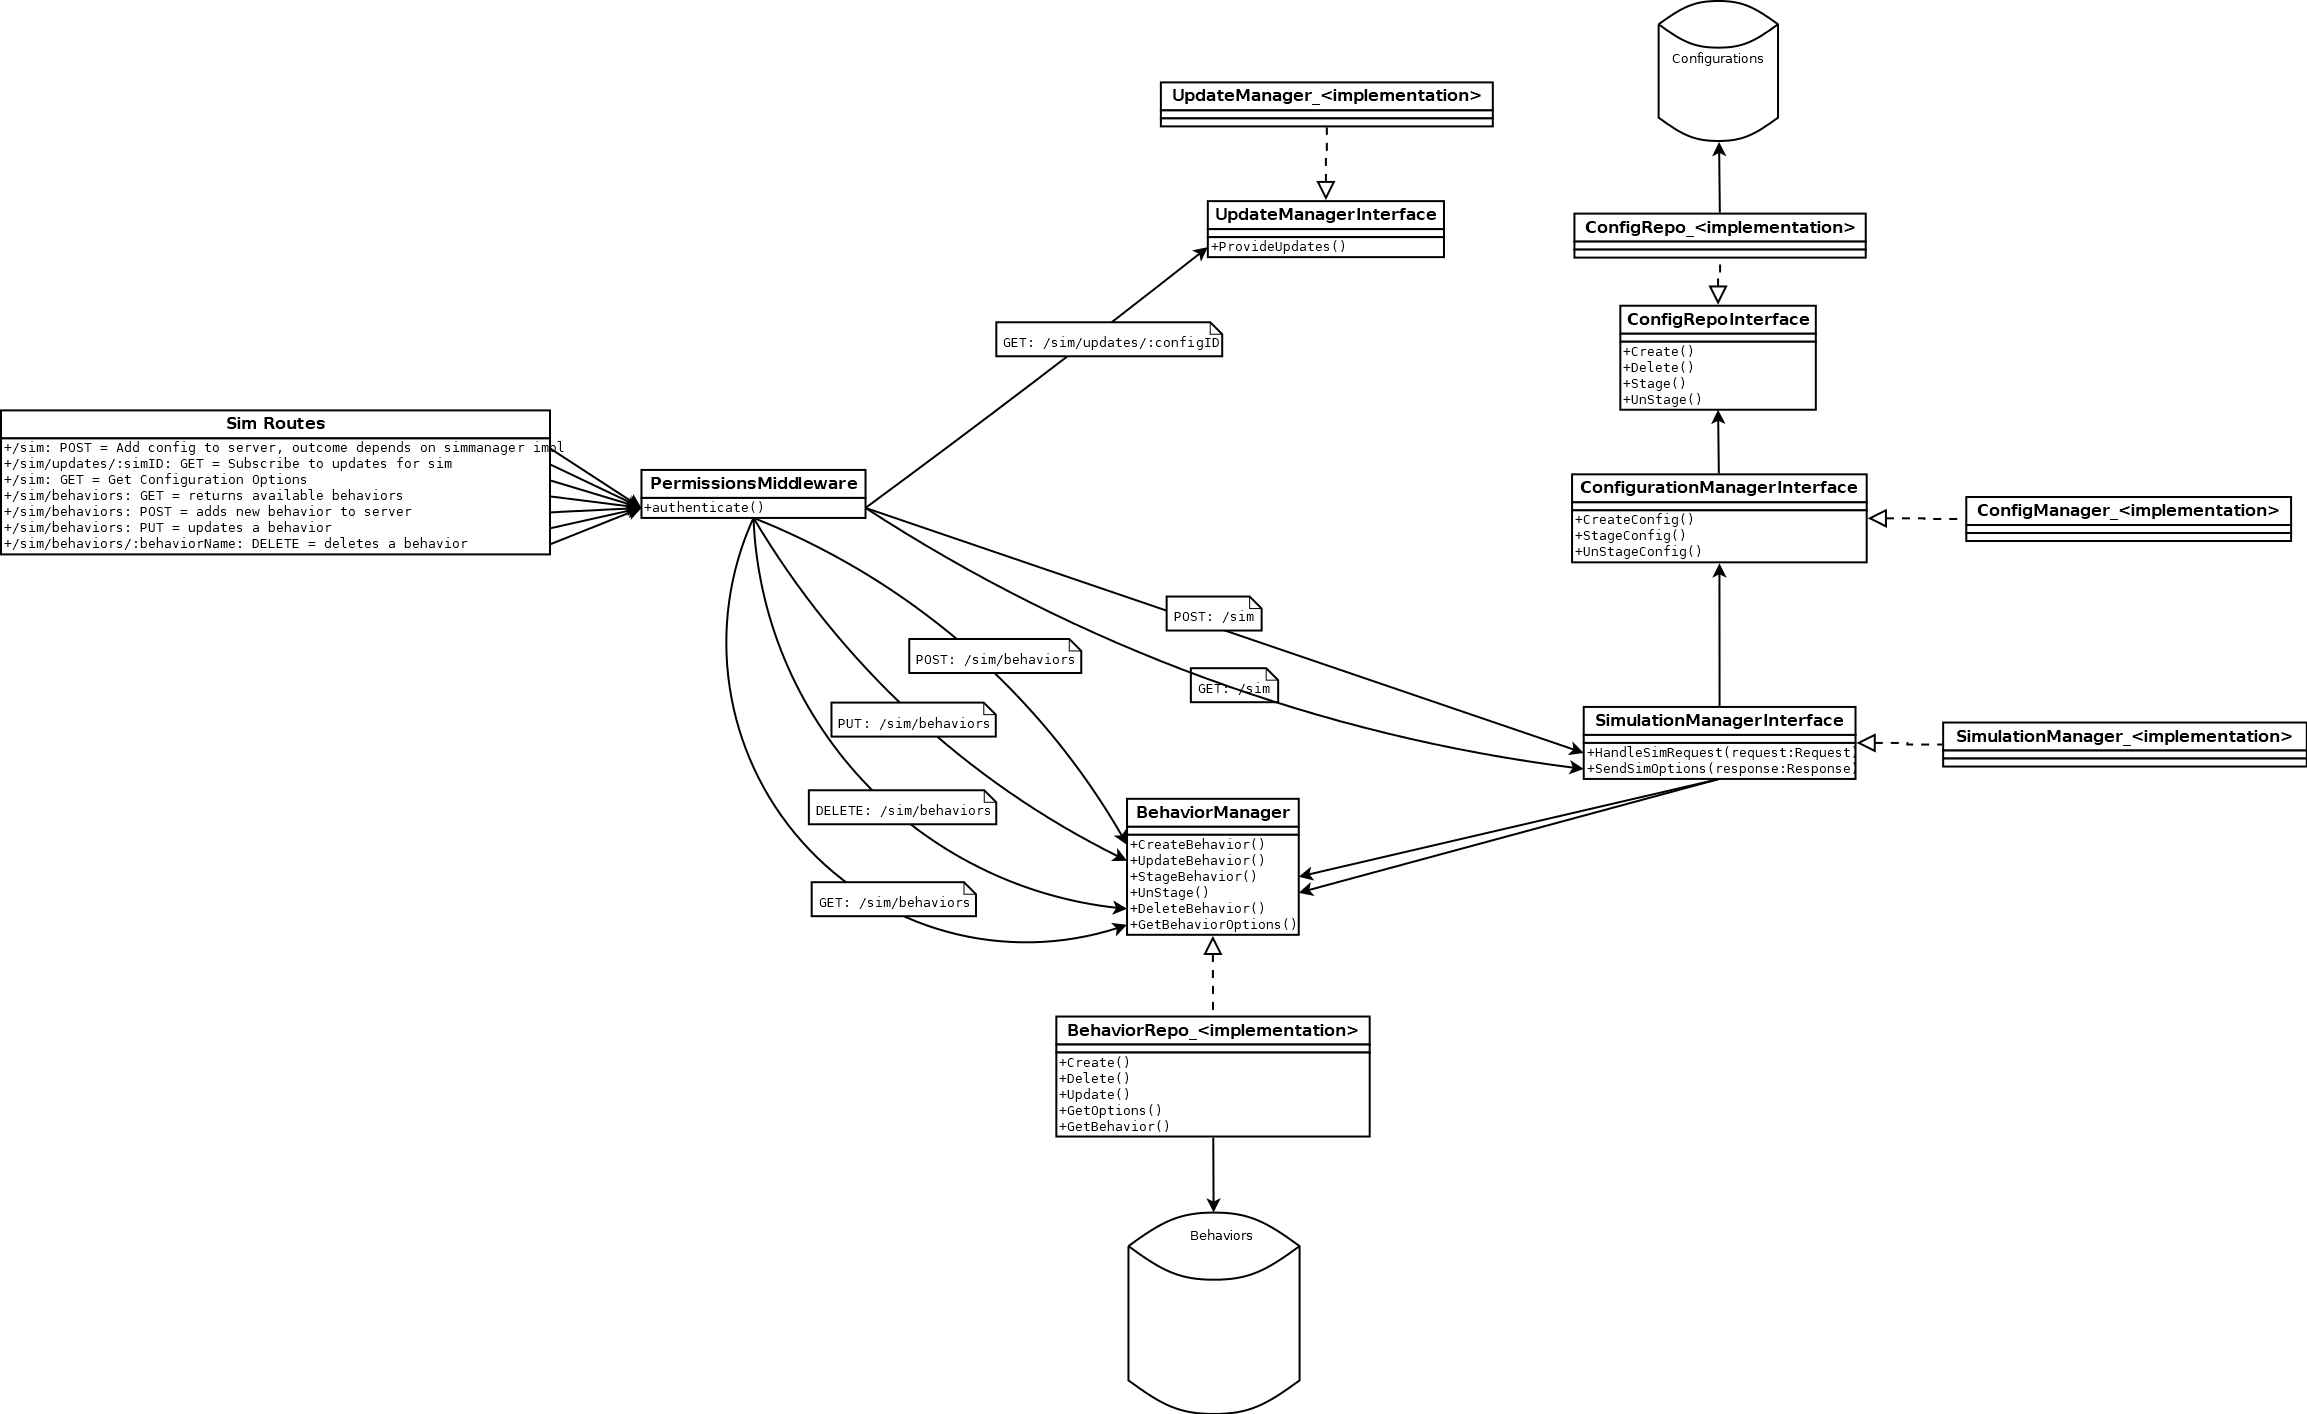 Configurations
UpdateManager_<implementation>
UpdateManagerInterface
+ProvideUpdates()
ConfigRepo_<implementation>
ConfigRepoInterface
+Create()
+Delete()
+Stage()
+UnStage()
GET: /sim/updates/:configID
Sim Routes
+/sim: POST = Add config to server, outcome depends on simmanager impl
+/sim/updates/:simID: GET = Subscribe to updates for sim
+/sim: GET = Get Configuration Options
+/sim/behaviors: GET = returns available behaviors
+/sim/behaviors: POST = adds new behavior to server
+/sim/behaviors: PUT = updates a behavior
+/sim/behaviors/:behaviorName: DELETE = deletes a behavior
PermissionsMiddleware
+authenticate()
ConfigurationManagerInterface
+CreateConfig()
+StageConfig()
+UnStageConfig()
ConfigManager_<implementation>
POST: /sim
POST: /sim/behaviors
GET: /sim
PUT: /sim/behaviors
SimulationManagerInterface
+HandleSimRequest(request:Request)
+SendSimOptions(response:Response)
SimulationManager_<implementation>
DELETE: /sim/behaviors
GET: /sim/behaviors
BehaviorManager
+CreateBehavior()
+UpdateBehavior()
+StageBehavior()
+UnStage()
+DeleteBehavior()
+GetBehaviorOptions()
BehaviorRepo_<implementation>
+Create()
+Delete()
+Update()
+GetOptions()
+GetBehavior()
Behaviors